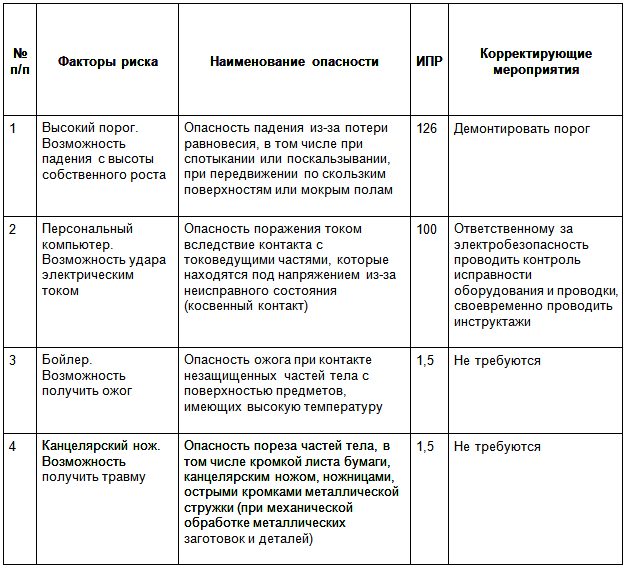 № п/п
Факторы риска
Наименование опасности
ИПР
Корректирующие
мероприятия
1
Высокий порог.
Возможность
падения с высоты
собственного роста
Опасность падения из-за потери
равновесия, в том числе при
спотыкании или поскальзывании,
при передвижении по скользким
поверхностям или мокрым полам
126
Демонтировать порог
2
Персональный
компьютер.
Возможность удара
электрическим
током
Опасность поражения током
вследствие контакта с
токоведущими частями, которые
находятся под напряжением из-за
неисправного состояния
(косвенный контакт)
100
Ответственному за
электробезопасность
проводить контроль
исправности
оборудования и проводки,
своевременно проводить
инструктажи
3
Бойлер.
Возможность
получить ожог
Опасность ожога при контакте
незащищенных частей тела с
поверхностью предметов,
имеющих высокую температуру
1,5
Не требуются
4
Канцелярский нож.
Возможность
получить травму
Опасность пореза частей тела, в
том числе кромкой листа бумаги,
канцелярским ножом, ножницами,
острыми кромками металлической
стружки (при механической
обработке металлических
заготовок и деталей)
1,5
Не требуются